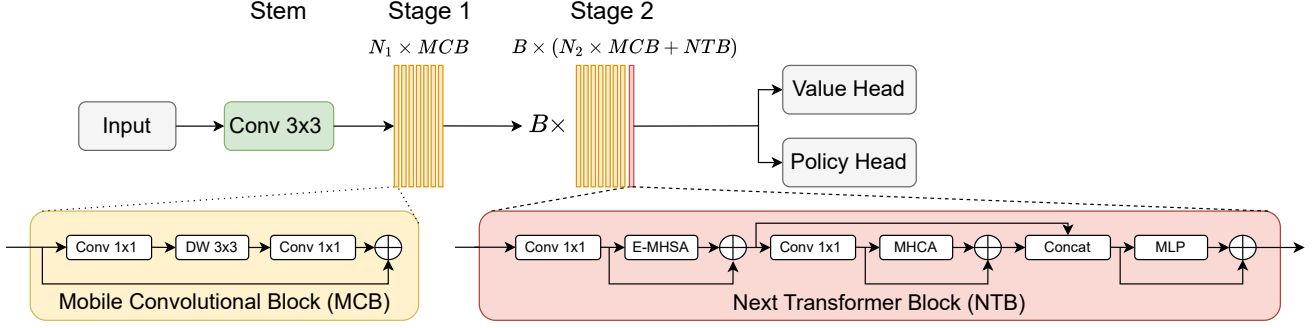 Stem
Stage 1
Stage 2
N₁ × MCB
B × (N₂ × MCB + NTB)
Input
Conv 3x3
B×
Value Head
Policy Head
Conv 1x1
DW 3x3
Conv 1x1
Mobile Convolutional Block (MCB)
Conv 1x1
E-MHSA
Conv 1x1
MHCA
Concat
MLP
Next Transformer Block (NTB)